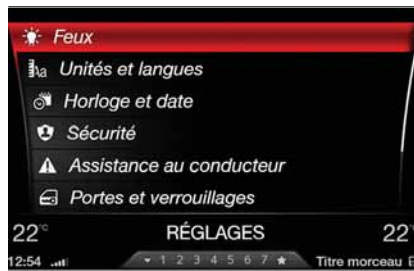 Feux
Unités et langues
Horloge et date
Sécurité
Assistance au conducteur
Portes et verrouillages
22°c RÉGLAGES 22°
12:54 1 2 3 4 5 6 7 Titre morceau